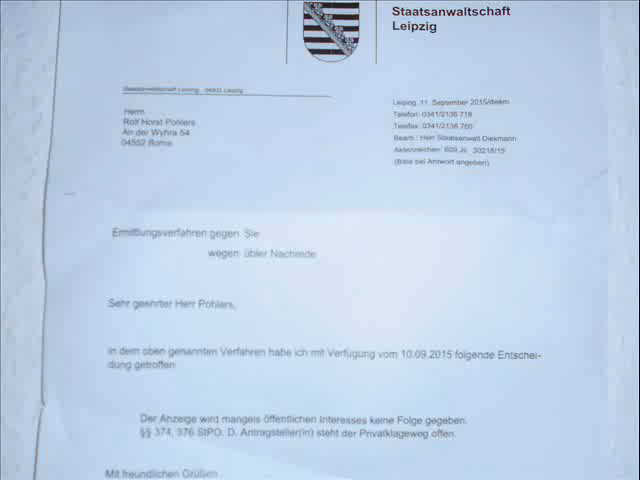 Staatsanwaltschaft
Leipzig
Staatsanwaltschaft Leipzig, 04002 Leipzig
Herrn
Rolf Horst Pohlers
An der Wyhra 54
04552 Borna
Leipzig, 11. September 2015/diekm
Telefon: 0341/2136 718
Telefax: 0341/2136 760
Bearb.: Herr Staatsanwalt Diekmann
Aktenzeichen: 609 Js 30218/15
(Bitte bei Antwort angeben)
Ermittlungsverfahren gegen Sie
wegen übler Nachrede
Sehr geehrter Herr Pohlers,
in dem oben genannten Verfahren habe ich mit Verfügung vom 10.09.2015 folgende Entschei-
dung getroffen:
Der Anzeige wird mangels öffentlichen Interesses keine Folge gegeben.
§§ 374, 376 StPO. D. Antragsteller(in) steht der Privatklageweg offen.
Mit freundlichen Grüßen